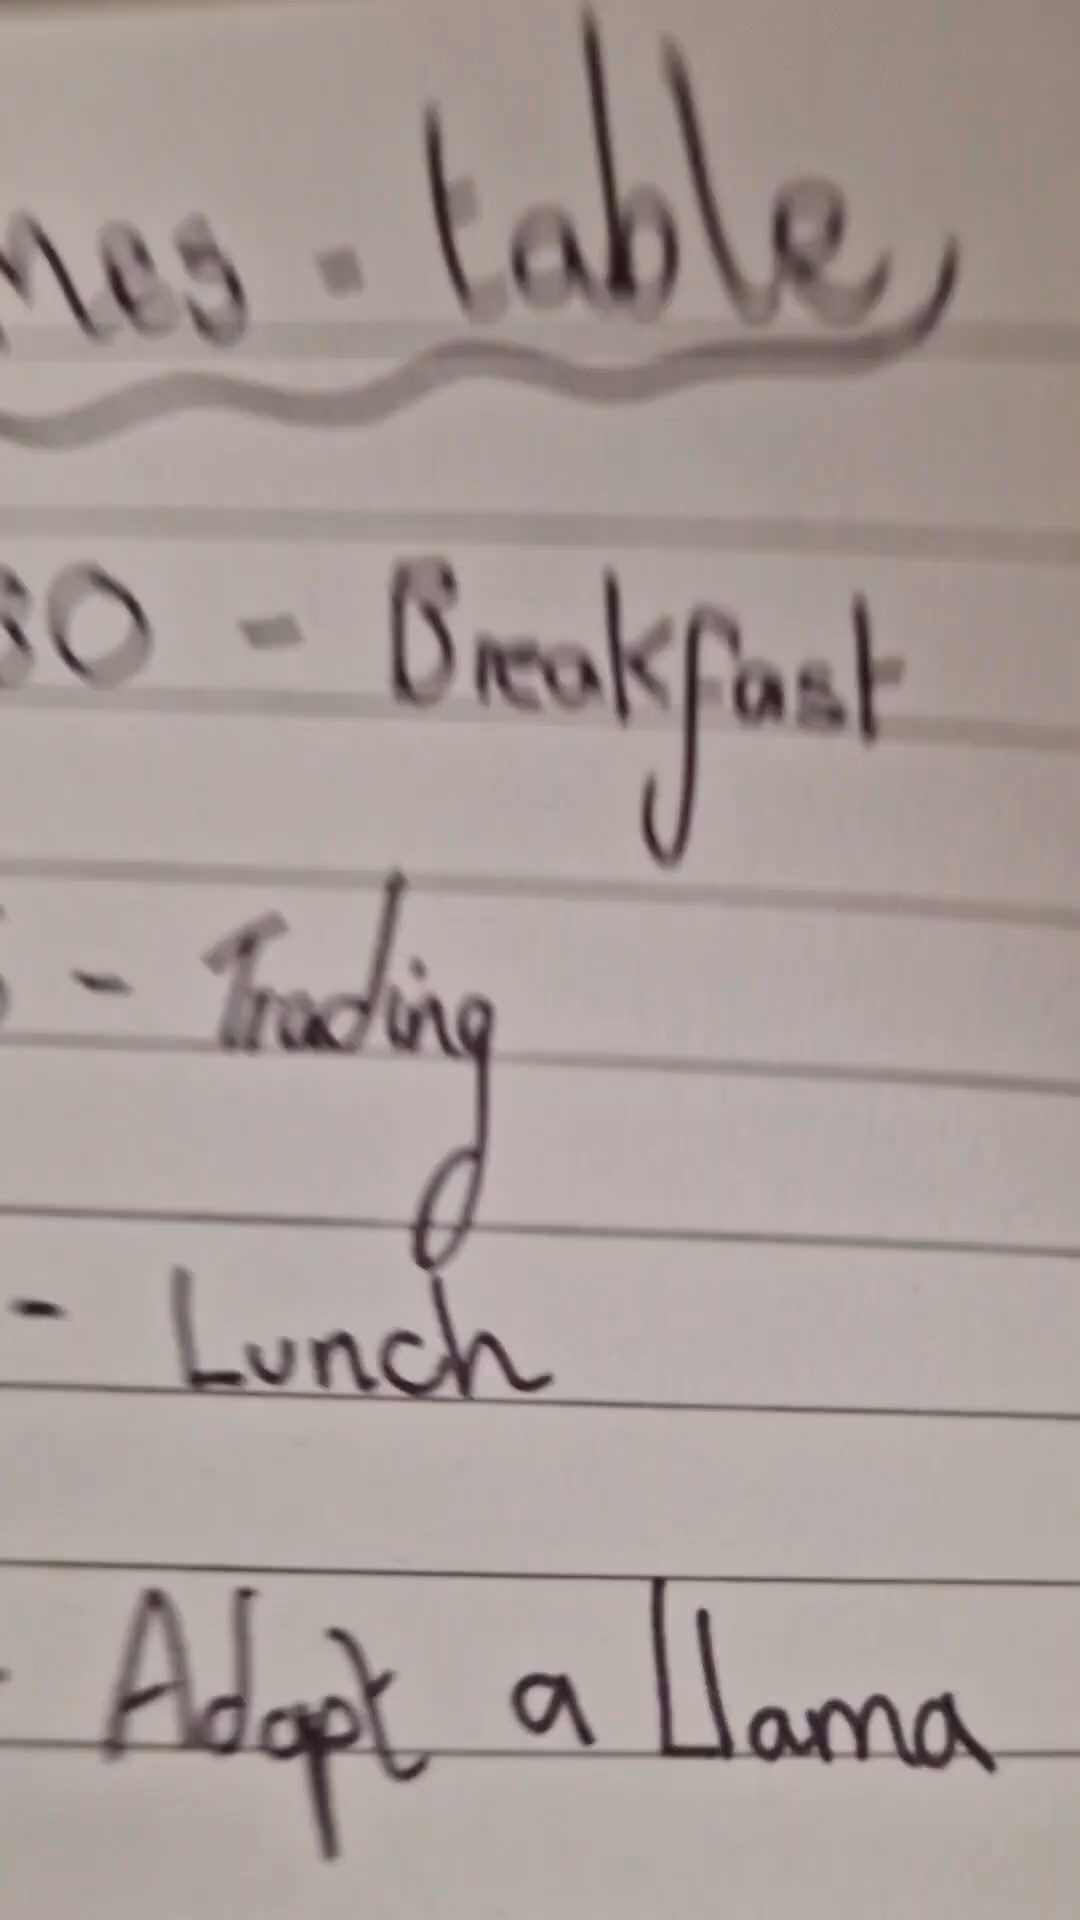 mes - table
30 - Breakfast
- Trading
- Lunch
- Adopt a Llama